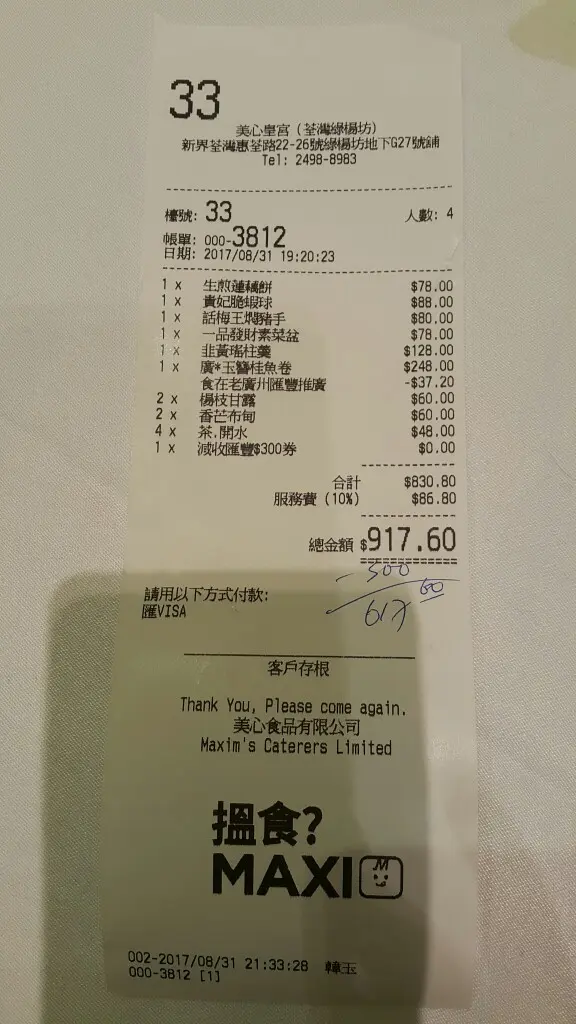 33
美心皇宮 (荃灣綠楊坊)
新界荃灣惠荃路22-26號綠楊坊地下G27號舖
Tel: 2498-8983
檯號: 33 人數: 4
帳單: 000-3812
日期: 2017/08/31 19:20:23
1 x 生煎蓮藕餅 $78.00
1 x 貴妃脆蝦球 $88.00
1 x 話梅王燜豬手 $80.00
1 x 一品發財素菜盆 $78.00
1 x 韭黃瑤柱羹 $128.00
1 x 廣*玉簪桂魚卷 $248.00
食在老廣州匯豐推廣 -$37.20
2 x 楊枝甘露 $60.00
2 x 香芒布甸 $60.00
4 x 茶.開水 $48.00
1 x 減收匯豐$300券 $0.00
合計 $830.80
服務費 (10%) $86.80
總金額 $917.60
- 300
617 60
請用以下方式付款:
匯VISA
客戶存根
Thank You, Please come again.
美心食品有限公司
Maxim's Caterers Limited
搵食?
MAXI M
002-2017/08/31 21:33:28 韓玉
000-3812 [1]